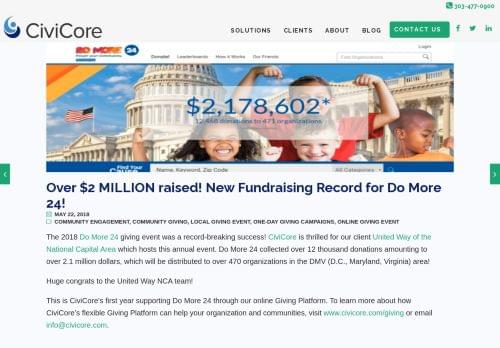 303-477-0900
CiviCore
SOLUTIONS CLIENTS ABOUT BLOG CONTACT US
Login
DO MORE 24
Donate! Leaderboards How it Works Our Friends
Find Fundraising Organization
$2,178,602*
12,468 donations to 471 organizations
Find Your Cause
Name, Keyword, Zip Code
All Categories
Over $2 MILLION raised! New Fundraising Record for Do More
24!
MAY 22, 2018
COMMUNITY ENGAGEMENT, COMMUNITY GIVING, LOCAL GIVING EVENT, ONE-DAY GIVING CAMPAIGNS, ONLINE GIVING EVENT
The 2018 Do More 24 giving event was a record-breaking success! CiviCore is thrilled for our client United Way of the
National Capital Area which hosts this annual event. Do More 24 collected over 12 thousand donations amounting to
over 2.1 million dollars, which will be distributed to over 470 organizations in the DMV (D.C., Maryland, Virginia) area!
Huge congrats to the United Way NCA team!
This is CiviCore's first year supporting Do More 24 through our online Giving Platform. To learn more about how
CiviCore's flexible Giving Platform can help your organization and communities, visit www.civicore.com/giving or email
info@civicore.com.